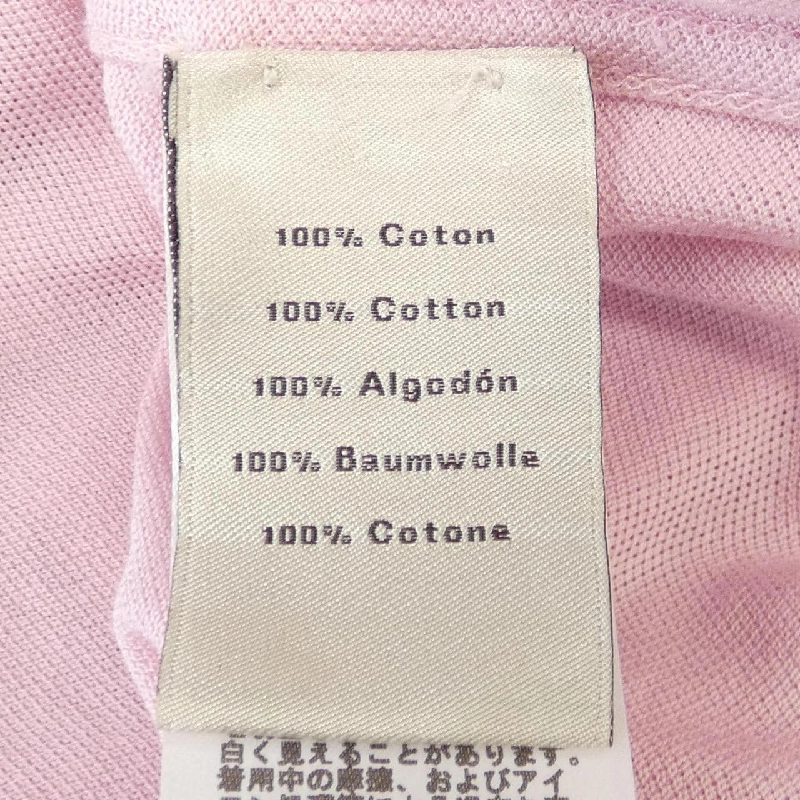 100% Coton
100% Cotton
100% Algodón
100% Baumwolle
100% Cotone
白く見えることがあります。
着用中の摩擦、およびアイ